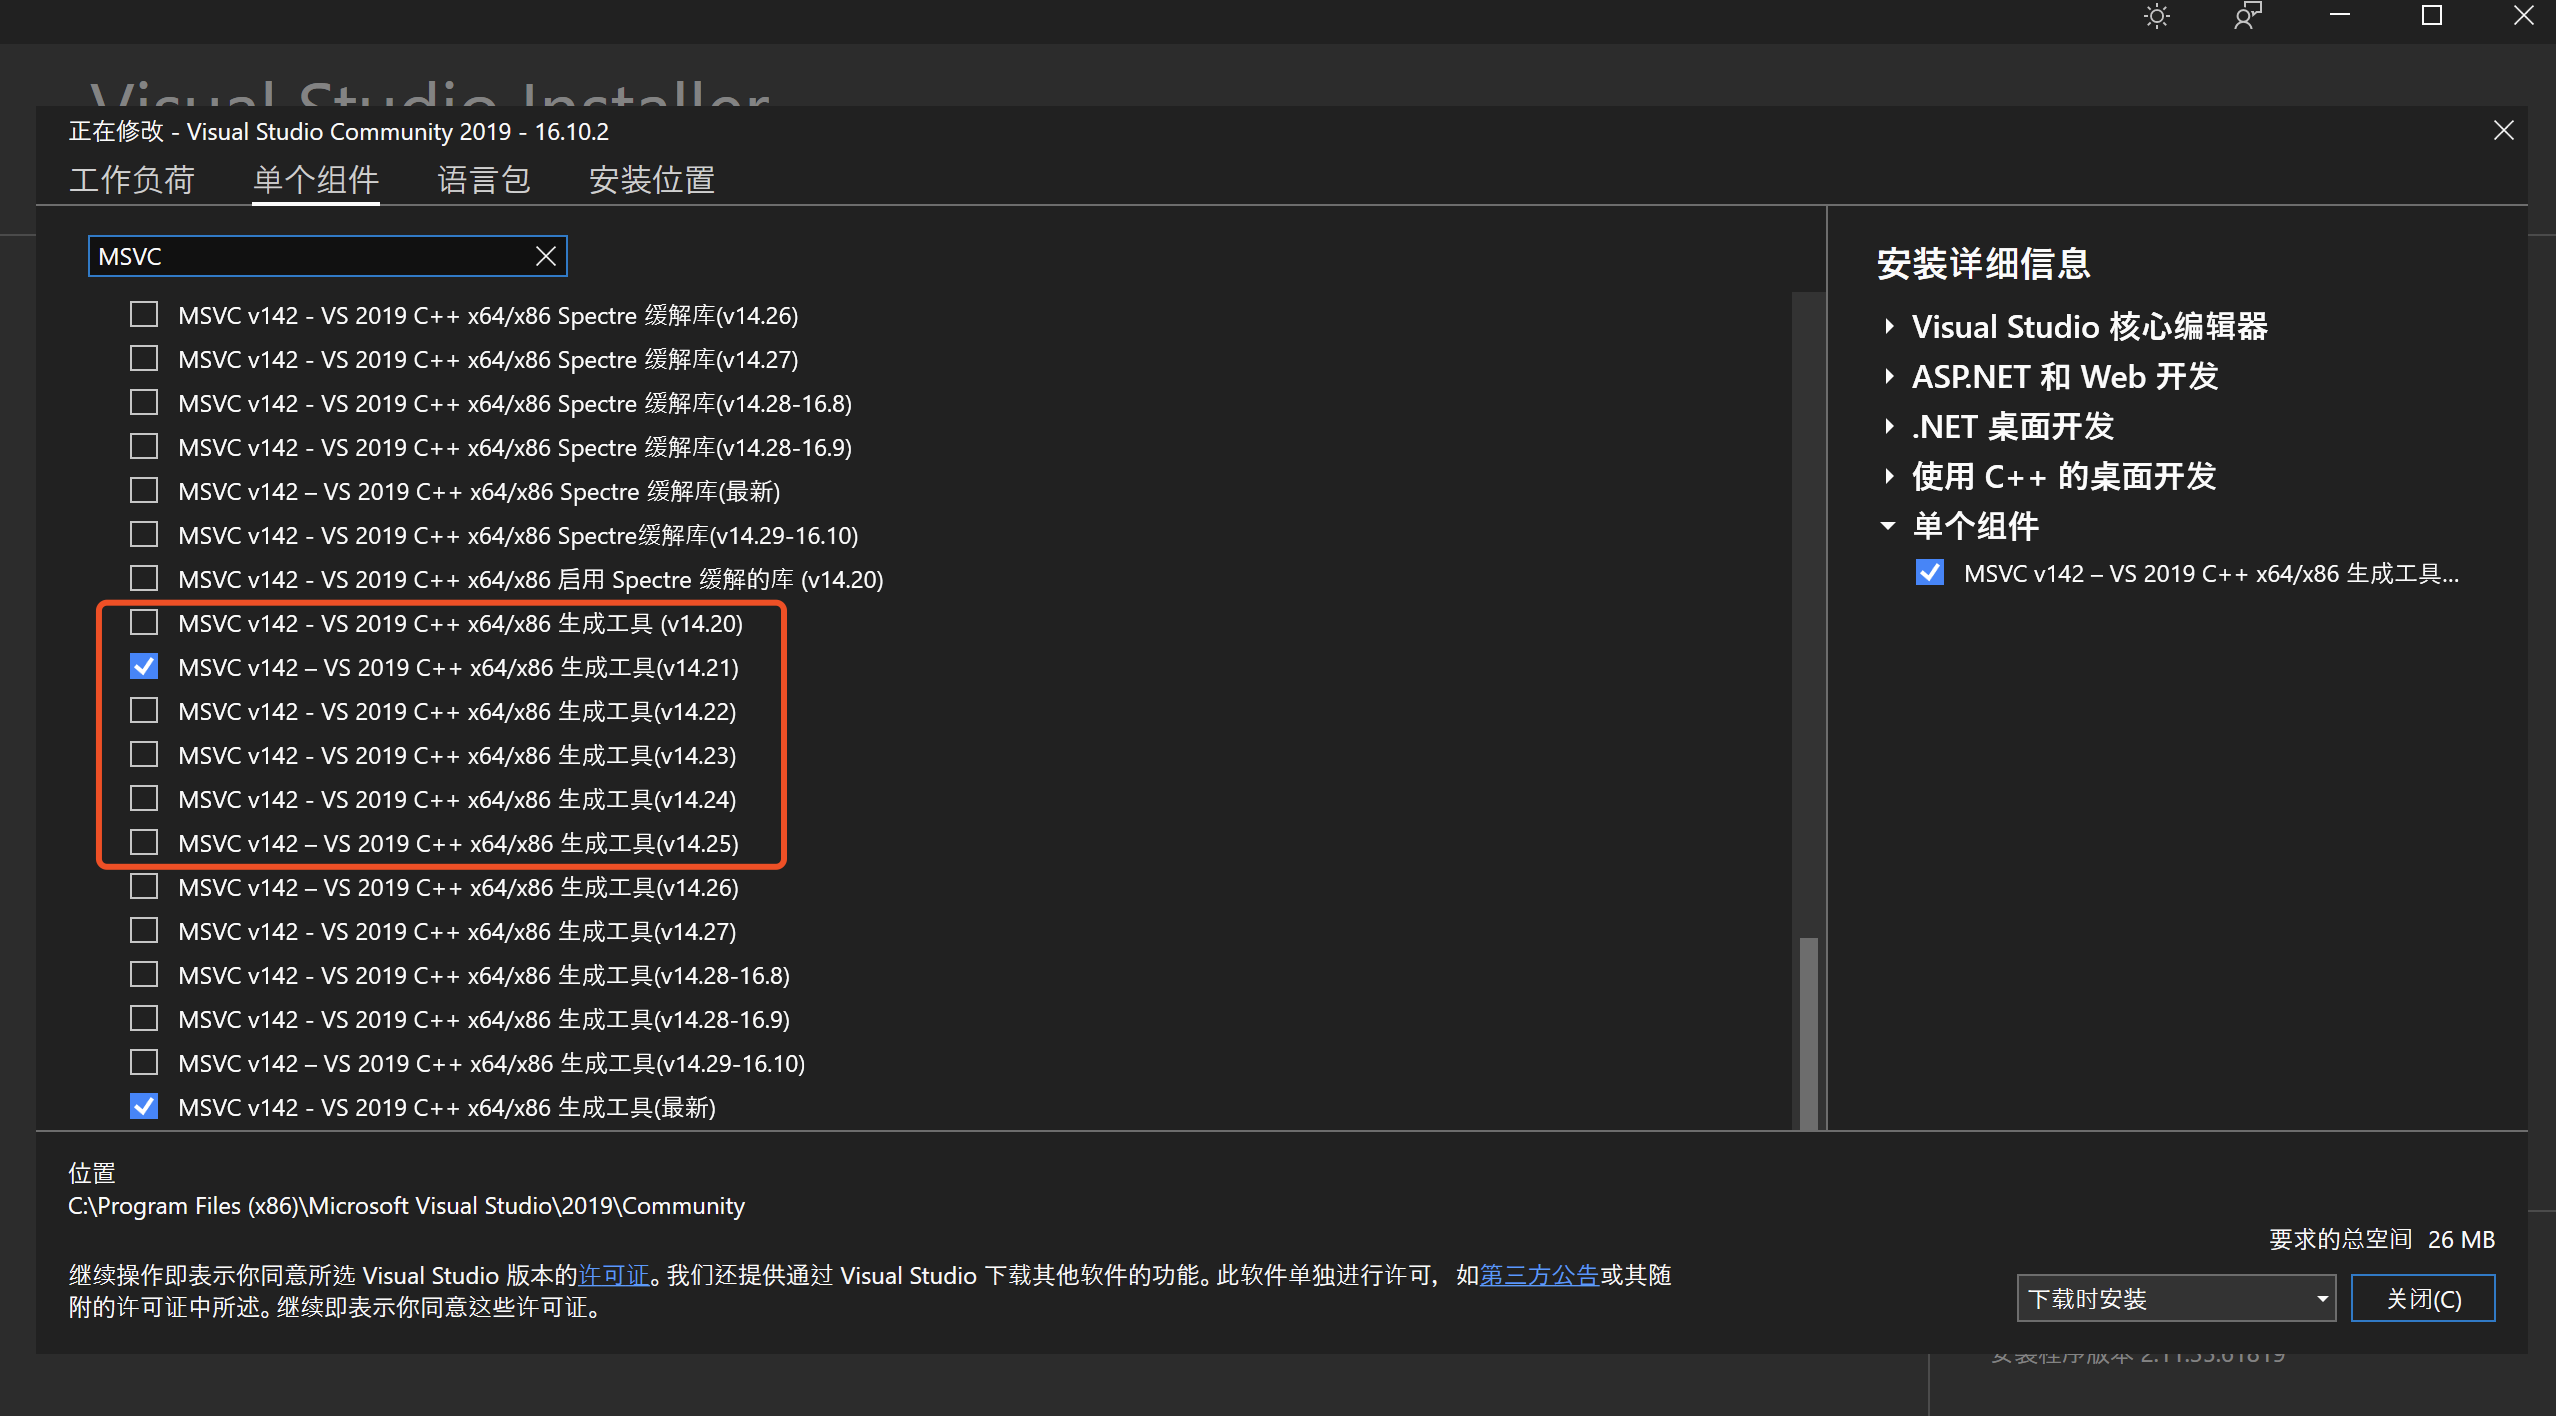 Visual Studio Installer
正在修改 - Visual Studio Community 2019 - 16.10.2
工作负荷 单个组件 语言包 安装位置
MSVC
MSVC v142 - VS 2019 C++ x64/x86 Spectre 缓解库(v14.26)
MSVC v142 - VS 2019 C++ x64/x86 Spectre 缓解库(v14.27)
MSVC v142 - VS 2019 C++ x64/x86 Spectre 缓解库(v14.28-16.8)
MSVC v142 - VS 2019 C++ x64/x86 Spectre 缓解库(v14.28-16.9)
MSVC v142 – VS 2019 C++ x64/x86 Spectre 缓解库(最新)
MSVC v142 - VS 2019 C++ x64/x86 Spectre缓解库(v14.29-16.10)
MSVC v142 - VS 2019 C++ x64/x86 启用 Spectre 缓解的库 (v14.20)
MSVC v142 - VS 2019 C++ x64/x86 生成工具 (v14.20)
MSVC v142 – VS 2019 C++ x64/x86 生成工具(v14.21)
MSVC v142 - VS 2019 C++ x64/x86 生成工具(v14.22)
MSVC v142 - VS 2019 C++ x64/x86 生成工具(v14.23)
MSVC v142 - VS 2019 C++ x64/x86 生成工具(v14.24)
MSVC v142 – VS 2019 C++ x64/x86 生成工具(v14.25)
MSVC v142 – VS 2019 C++ x64/x86 生成工具(v14.26)
MSVC v142 - VS 2019 C++ x64/x86 生成工具(v14.27)
MSVC v142 - VS 2019 C++ x64/x86 生成工具(v14.28-16.8)
MSVC v142 - VS 2019 C++ x64/x86 生成工具(v14.28-16.9)
MSVC v142 – VS 2019 C++ x64/x86 生成工具(v14.29-16.10)
MSVC v142 - VS 2019 C++ x64/x86 生成工具(最新)
安装详细信息
Visual Studio 核心编辑器
ASP.NET 和 Web 开发
.NET 桌面开发
使用 C++ 的桌面开发
单个组件
MSVC v142 – VS 2019 C++ x64/x86 生成工具...
位置
C:\Program Files (x86)\Microsoft Visual Studio\2019\Community
继续操作即表示你同意所选 Visual Studio 版本的许可证。我们还提供通过 Visual Studio 下载其他软件的功能。此软件单独进行许可，如第三方公告或其随
附的许可证中所述。继续即表示你同意这些许可证。
要求的总空间 26 MB
下载时安装 关闭(C)
安装程序版本 2.11.35.61819